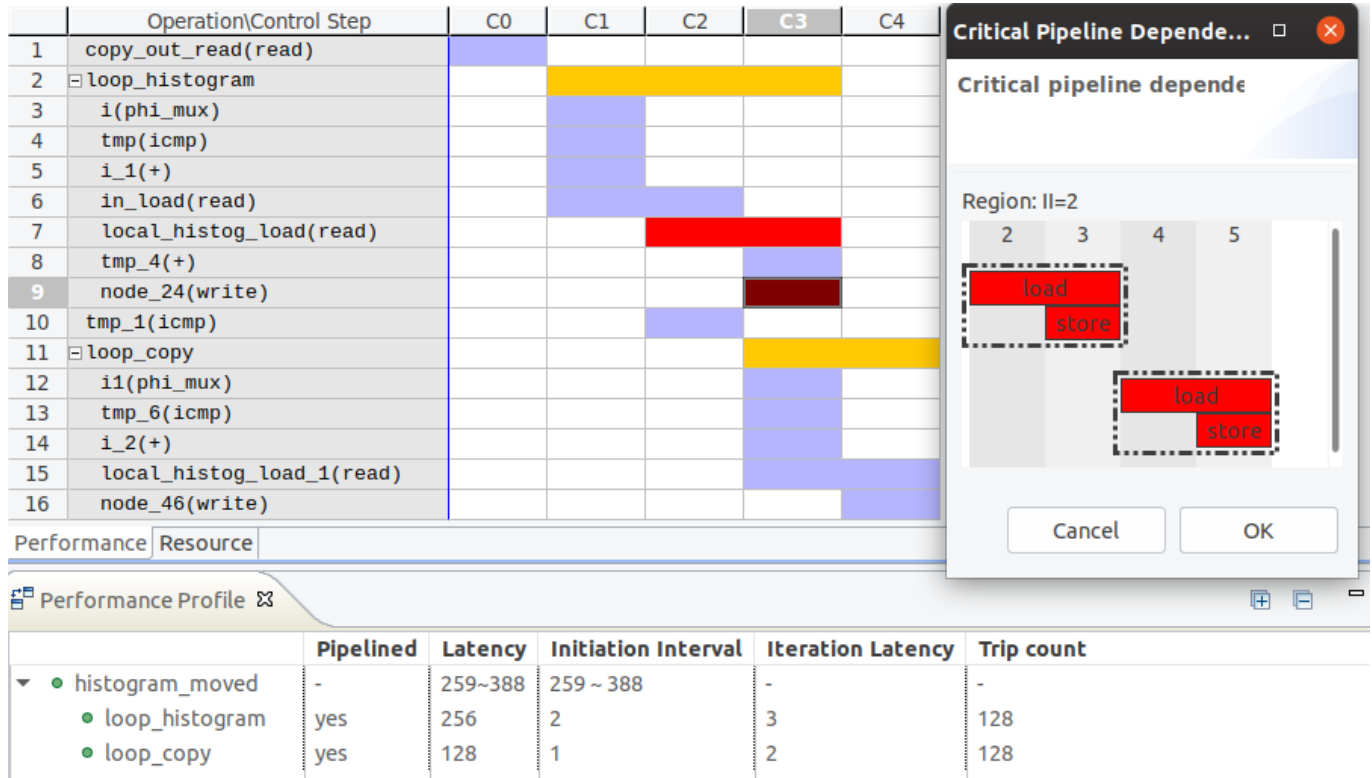 Operation\Control Step C0 C1 C2 C3 C4
1 copy_out_read(read)
2 loop_histogram
3 i(phi_mux)
4 tmp(icmp)
5 i_1(+)
6 in_load(read)
7 local_histog_load(read)
8 tmp_4(+)
9 node_24(write)
10 tmp_1(icmp)
11 loop_copy
12 i1(phi_mux)
13 tmp_6(icmp)
14 i_2(+)
15 local_histog_load_1(read)
16 node_46(write)
Performance Resource
Critical Pipeline Depende...
Critical pipeline depende
Region: II=2
2 3 4 5
load
store
load
store
Cancel OK
Performance Profile
Pipelined Latency Initiation Interval Iteration Latency Trip count
histogram_moved - 259~388 259 ~ 388 - -
loop_histogram yes 256 2 3 128
loop_copy yes 128 1 2 128